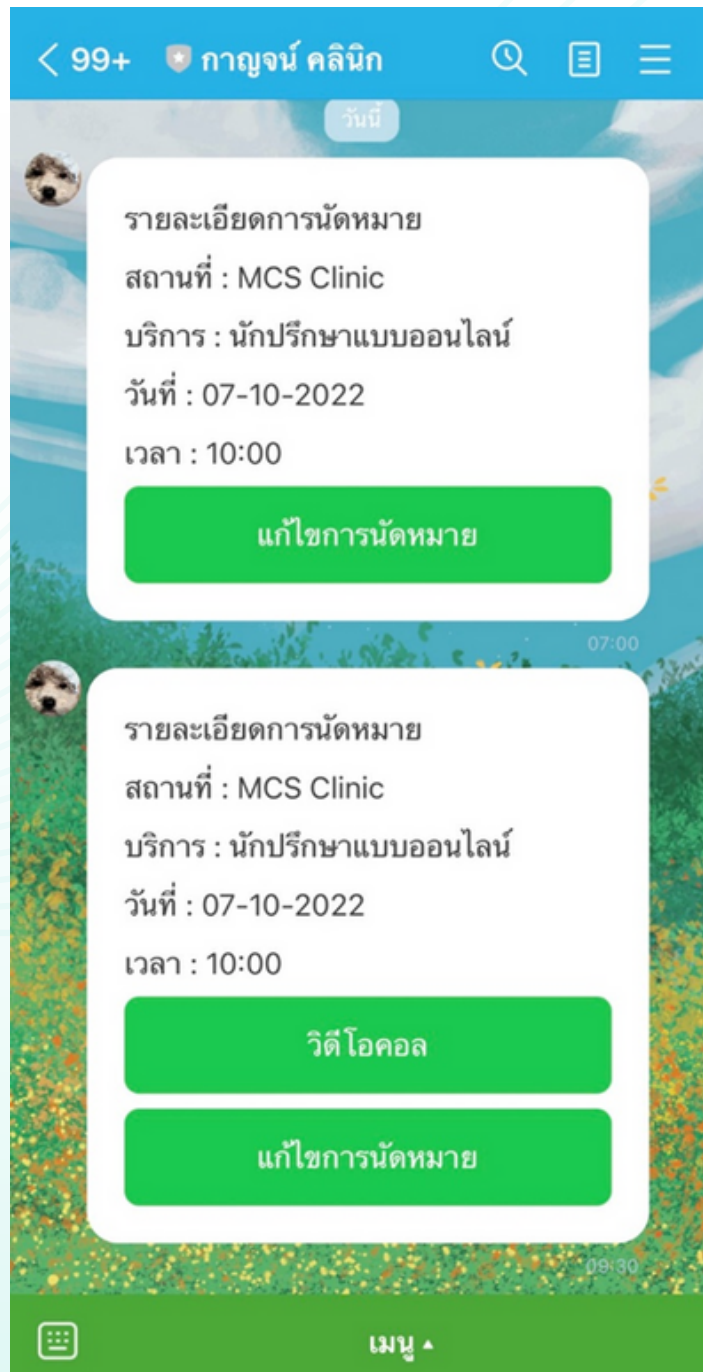 99+ กาญจน์ คลินิก
วันนี้
รายละเอียดการนัดหมาย
สถานที่ : MCS Clinic
บริการ : นักปรึกษาแบบออนไลน์
วันที่ : 07-10-2022
เวลา : 10:00
แก้ไขการนัดหมาย
07:00
รายละเอียดการนัดหมาย
สถานที่ : MCS Clinic
บริการ : นักปรึกษาแบบออนไลน์
วันที่ : 07-10-2022
เวลา : 10:00
วิดีโอคอล
แก้ไขการนัดหมาย
09:30
เมนู